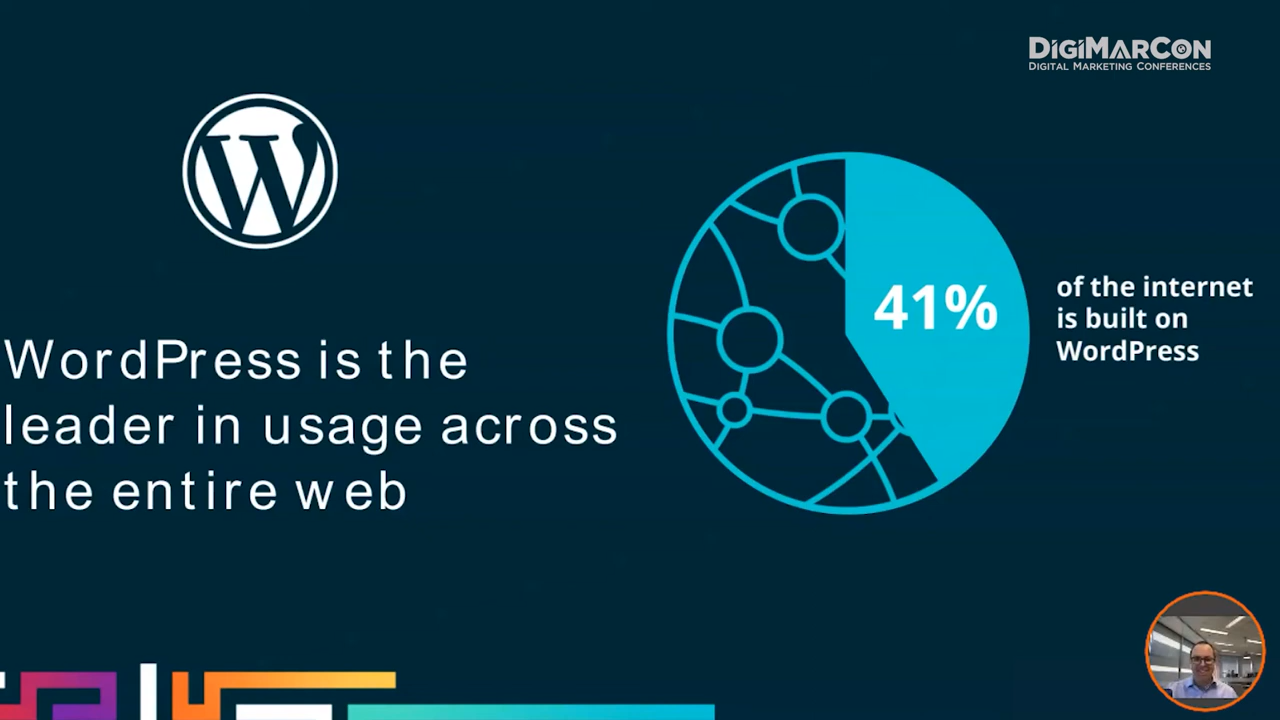 DIGIMARCON
DIGITAL MARKETING CONFERENCES
WordPress is the
leader in usage across
the entire web
41%
of the internet
is built on
WordPress